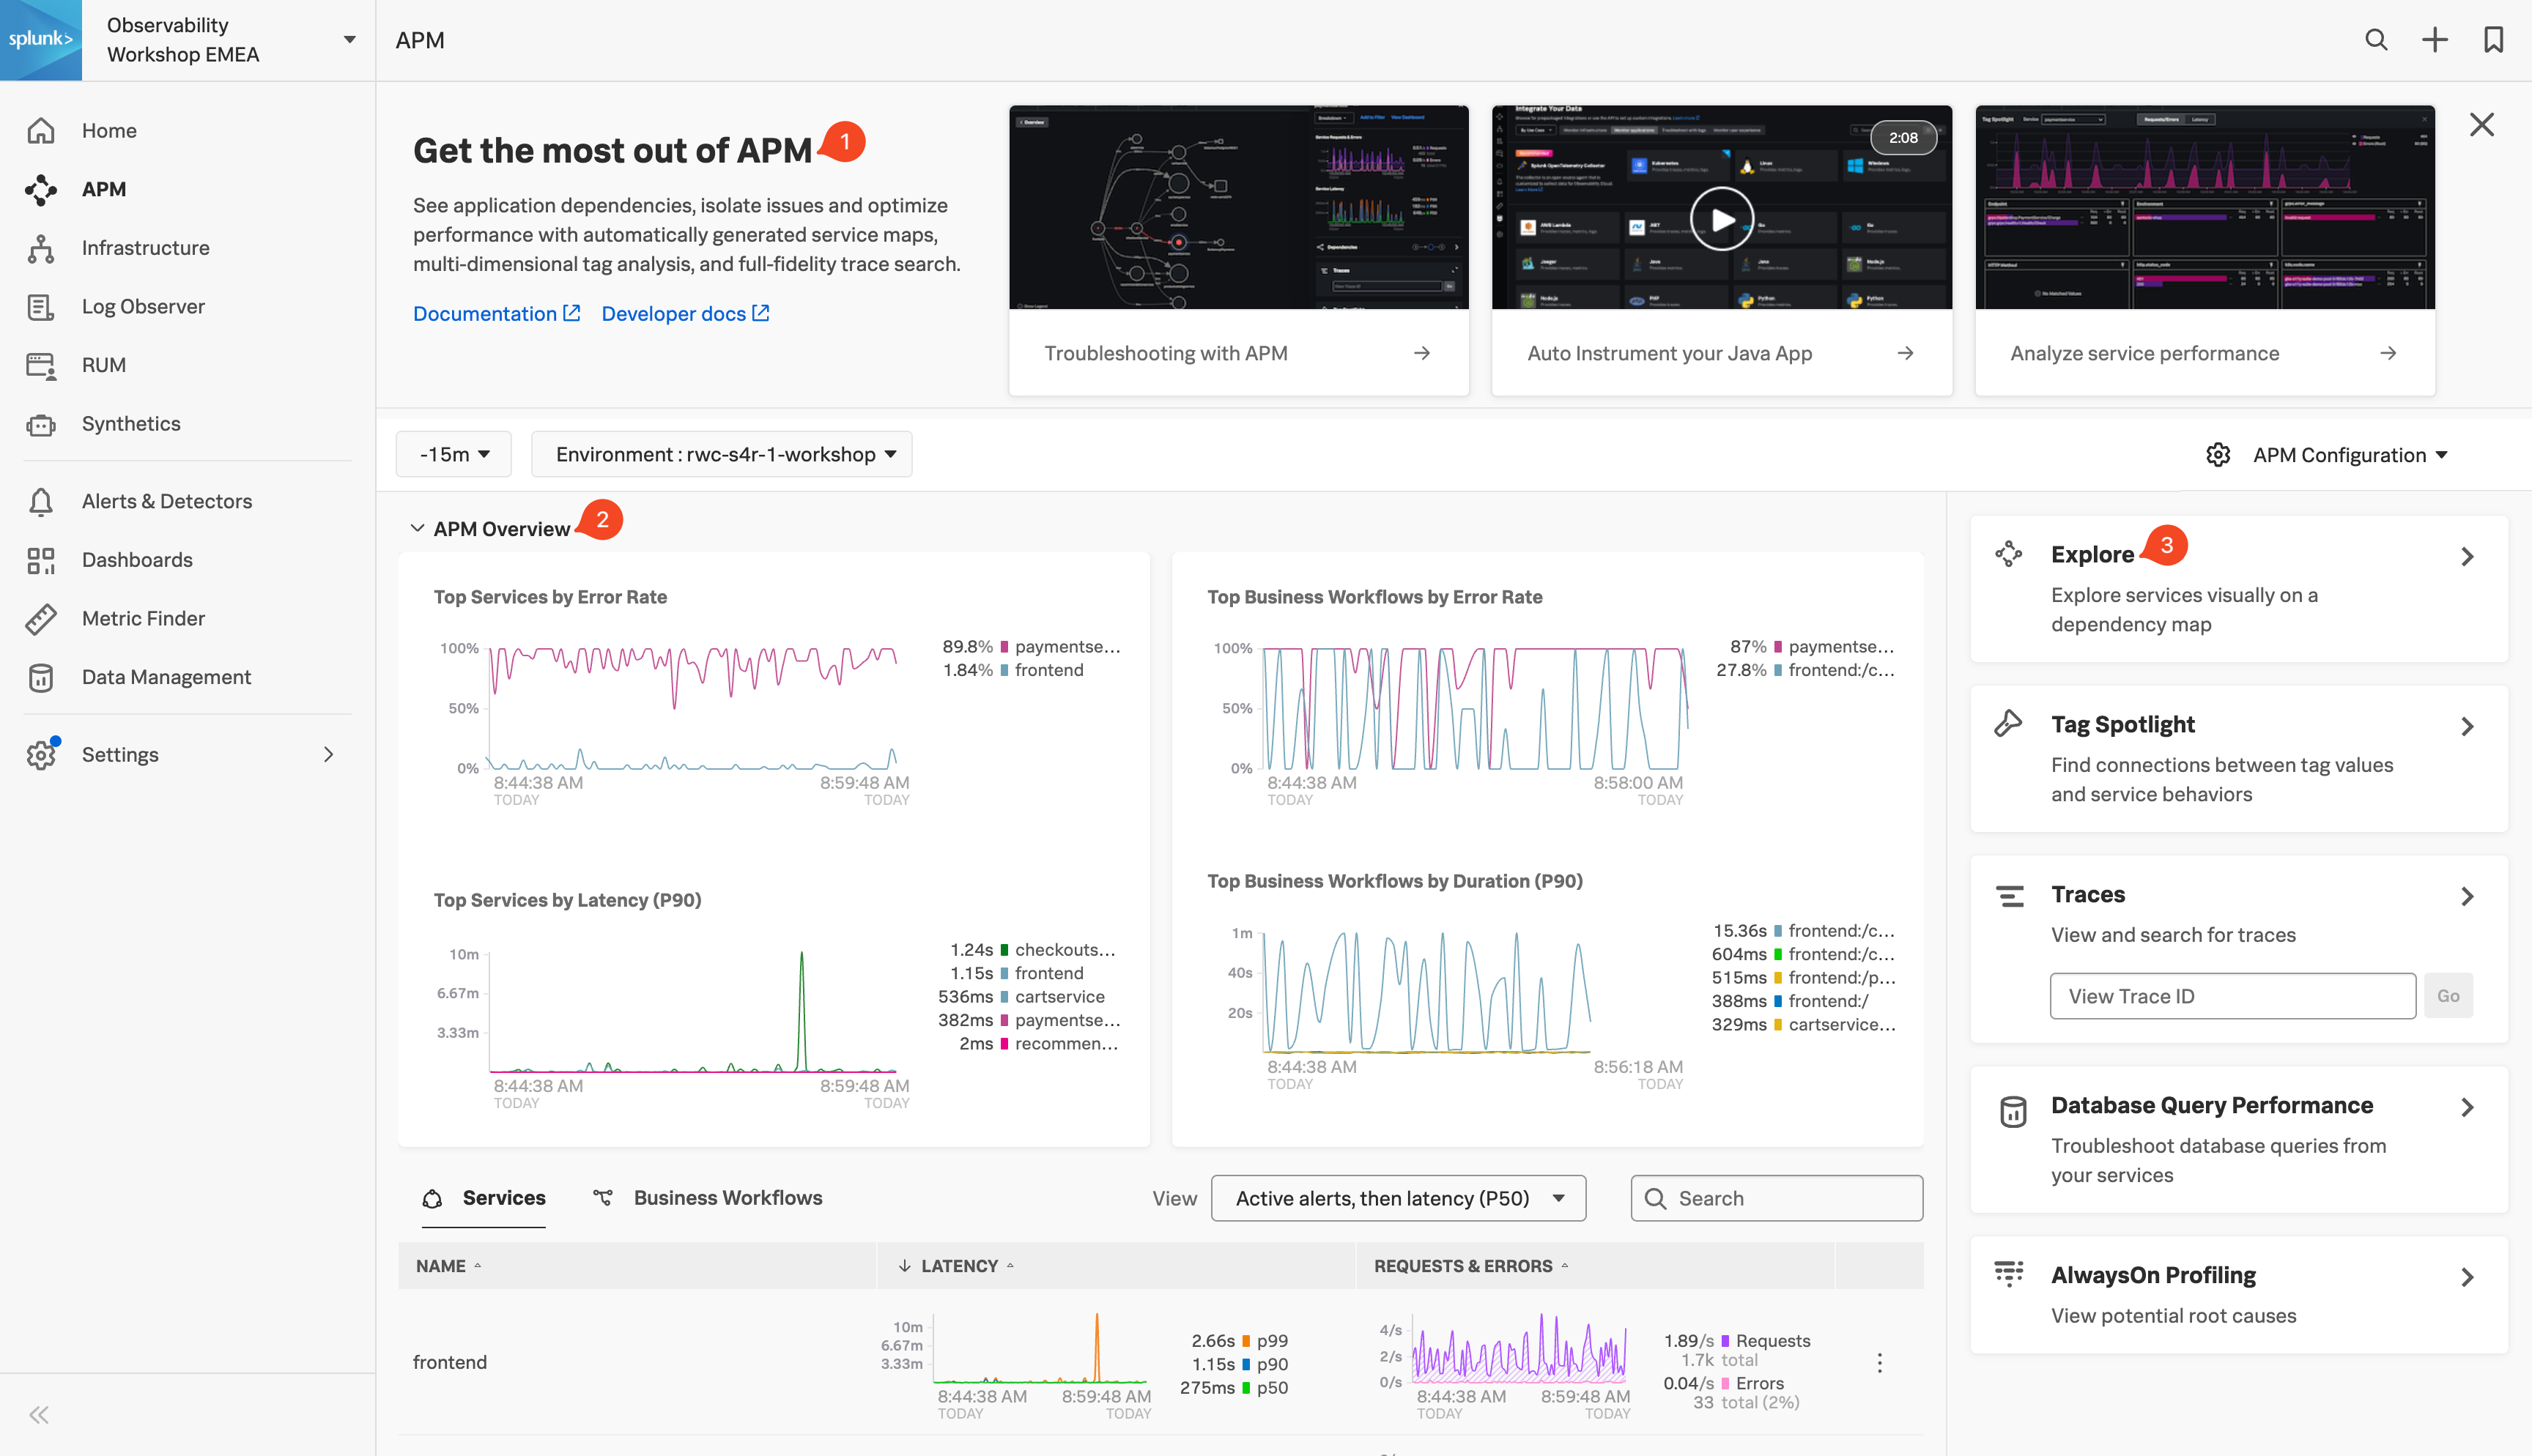 splunk>
Observability
Workshop EMEA
APM
Home
APM
Infrastructure
Log Observer
RUM
Synthetics
Alerts & Detectors
Dashboards
Metric Finder
Data Management
Settings
Get the most out of APM
1
See application dependencies, isolate issues and optimize
performance with automatically generated service maps,
multi-dimensional tag analysis, and full-fidelity trace search.
Documentation
Developer docs
Troubleshooting with APM
2:08
Auto Instrument your Java App
Analyze service performance
-15m
Environment : rwc-s4r-1-workshop
APM Configuration
APM Overview
2
Top Services by Error Rate
100%
50%
0%
8:44:38 AM
TODAY
8:59:48 AM
TODAY
89.8% paymentse...
1.84% frontend
Top Business Workflows by Error Rate
100%
50%
0%
8:44:38 AM
TODAY
8:58:00 AM
TODAY
87% paymentse...
27.8% frontend:/c...
Top Services by Latency (P90)
10m
6.67m
3.33m
8:44:38 AM
TODAY
8:59:48 AM
TODAY
1.24s checkouts...
1.15s frontend
536ms cartservice
382ms paymentse...
2ms recommen...
Top Business Workflows by Duration (P90)
1m
40s
20s
8:44:38 AM
TODAY
8:56:18 AM
TODAY
15.36s frontend:/c...
604ms frontend:/c...
515ms frontend:/p...
388ms frontend:/
329ms cartservice...
Services
Business Workflows
View
Active alerts, then latency (P50)
Search
NAME
LATENCY
REQUESTS & ERRORS
frontend
10m
6.67m
3.33m
8:44:38 AM
TODAY
8:59:48 AM
TODAY
2.66s p99
1.15s p90
275ms p50
4/s
2/s
0/s
8:44:38 AM
TODAY
8:59:48 AM
TODAY
1.89/s Requests
1.7k total
0.04/s Errors
33 total (2%)
Explore
3
Explore services visually on a
dependency map
Tag Spotlight
Find connections between tag values
and service behaviors
Traces
View and search for traces
View Trace ID
Go
Database Query Performance
Troubleshoot database queries from
your services
AlwaysOn Profiling
View potential root causes